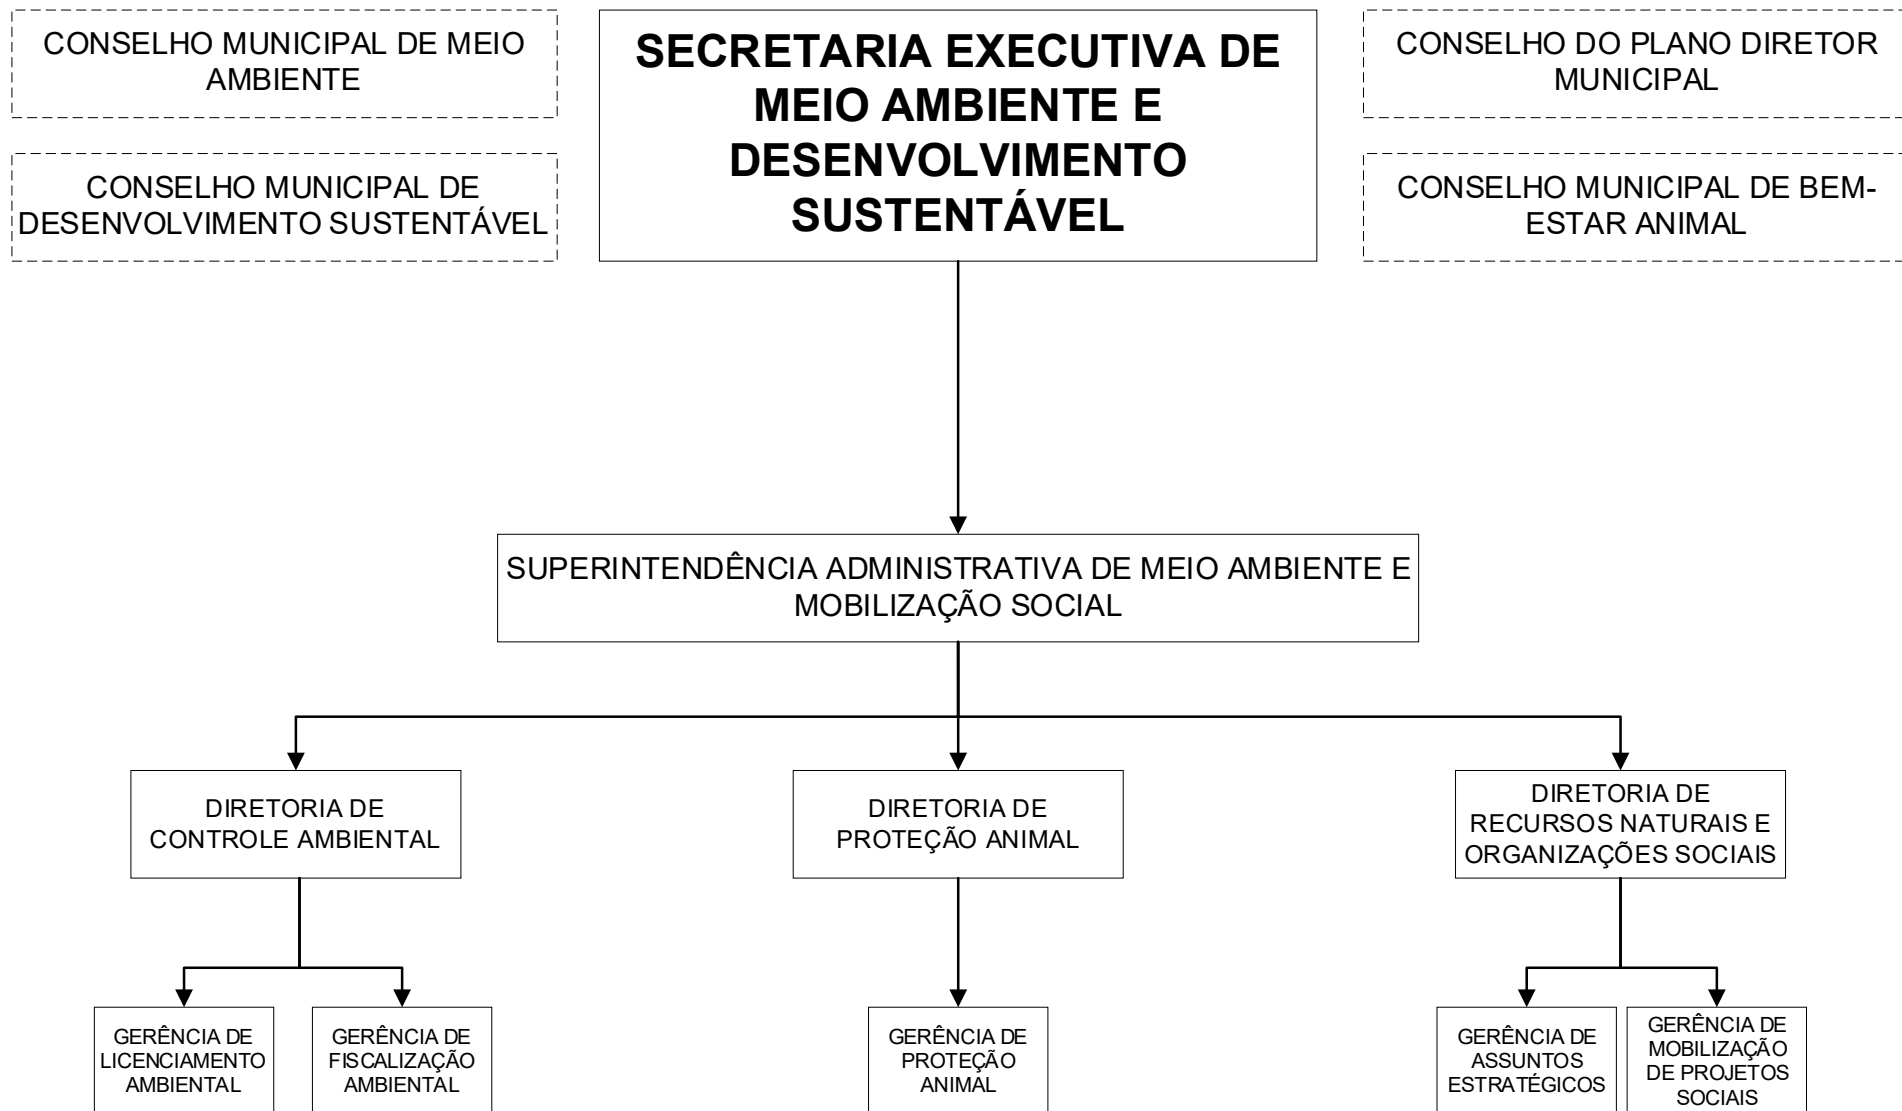 CONSELHO MUNICIPAL DE MEIO
AMBIENTE
CONSELHO MUNICIPAL DE
DESENVOLVIMENTO SUSTENTÁVEL
SECRETARIA EXECUTIVA DE
MEIO AMBIENTE E
DESENVOLVIMENTO
SUSTENTÁVEL
CONSELHO DO PLANO DIRETOR
MUNICIPAL
CONSELHO MUNICIPAL DE BEM-
ESTAR ANIMAL
SUPERINTENDÊNCIA ADMINISTRATIVA DE MEIO AMBIENTE E
MOBILIZAÇÃO SOCIAL
DIRETORIA DE
CONTROLE AMBIENTAL
DIRETORIA DE
PROTEÇÃO ANIMAL
DIRETORIA DE
RECURSOS NATURAIS E
ORGANIZAÇÕES SOCIAIS
GERÊNCIA DE
LICENCIAMENTO
AMBIENTAL
GERÊNCIA DE
FISCALIZAÇÃO
AMBIENTAL
GERÊNCIA DE
PROTEÇÃO
ANIMAL
GERÊNCIA DE
ASSUNTOS
ESTRATÉGICOS
GERÊNCIA DE
MOBILIZAÇÃO
DE PROJETOS
SOCIAIS